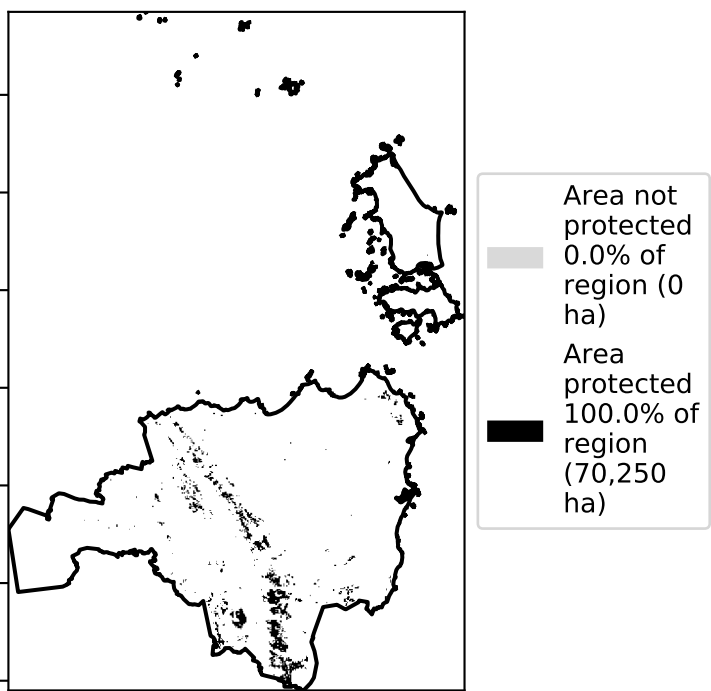 Area not
protected
0.0% of
region (0
ha)
Area
protected
100.0% of
region
(70,250
ha)